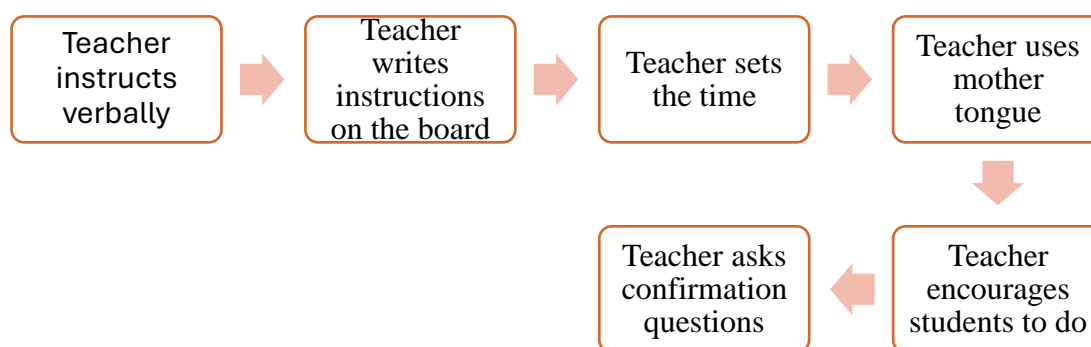 Teacher
instructs
verbally
Teacher
writes
instructions
on the board
Teacher sets
the time
Teacher uses
mother
tongue
Teacher
encourages
students to do
Teacher asks
confirmation
questions